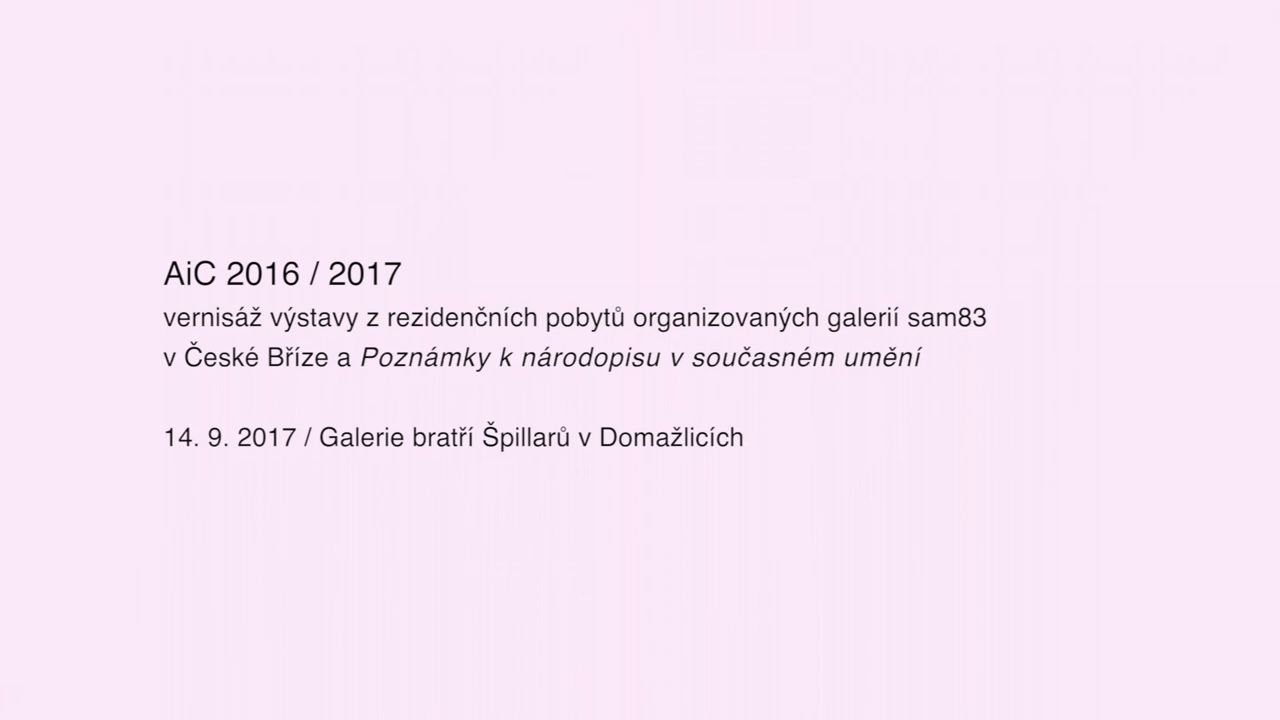 AiC 2016 / 2017
vernisáž výstavy z rezidenčních pobytů organizovaných galerií sam83
v České Bříze a Poznámky k národopisu v současném umění
14. 9. 2017 / Galerie bratří Špillarů v Domažlicích